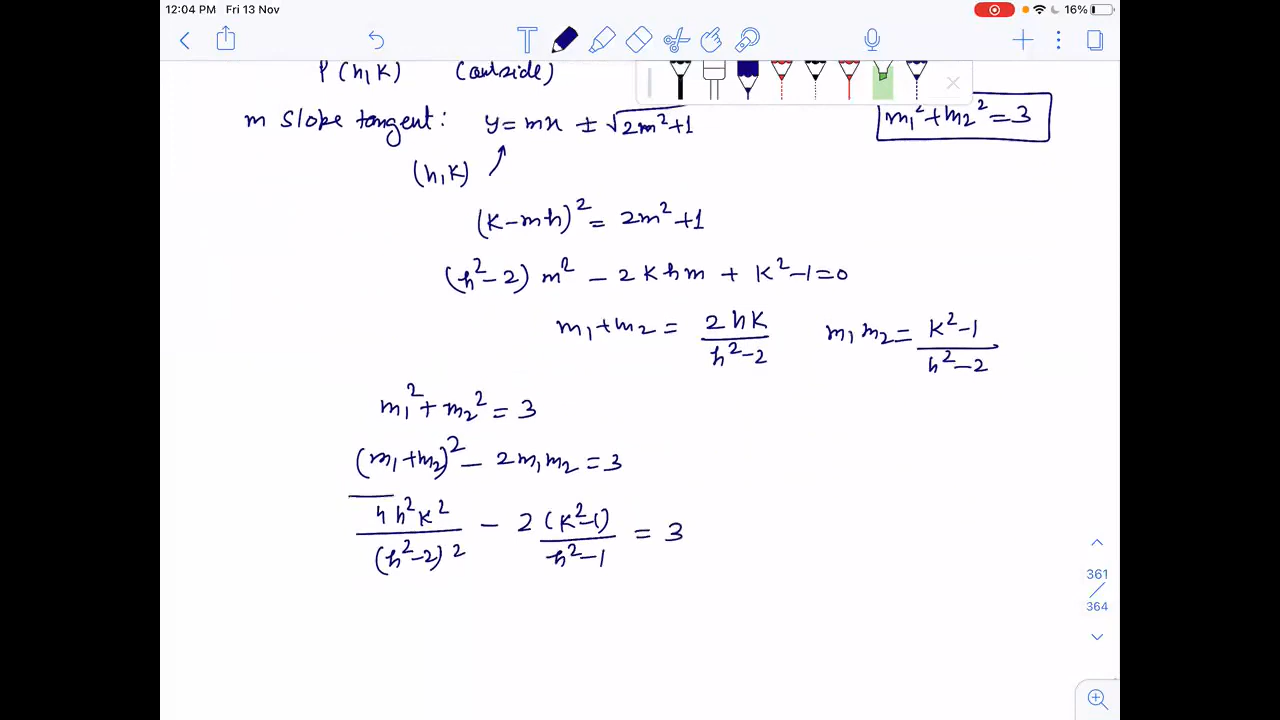 12:04 PM Fri 13 Nov 16%
P(h,K) (outside)
m slope tangent: y=mx ± √2m²+1
m₁²+m₂²=3
(h,K)
(K-mh)² = 2m²+1
(h²-2) m² - 2Khm + K²-1=0
m₁+m₂ = 2hK/h²-2 m₁m₂ = K²-1/h²-2
m₁²+m₂²=3
(m₁+m₂)² - 2m₁m₂ = 3
4h²K²/(h²-2)² - 2(K²-1)/h²-1 = 3
361
/
364